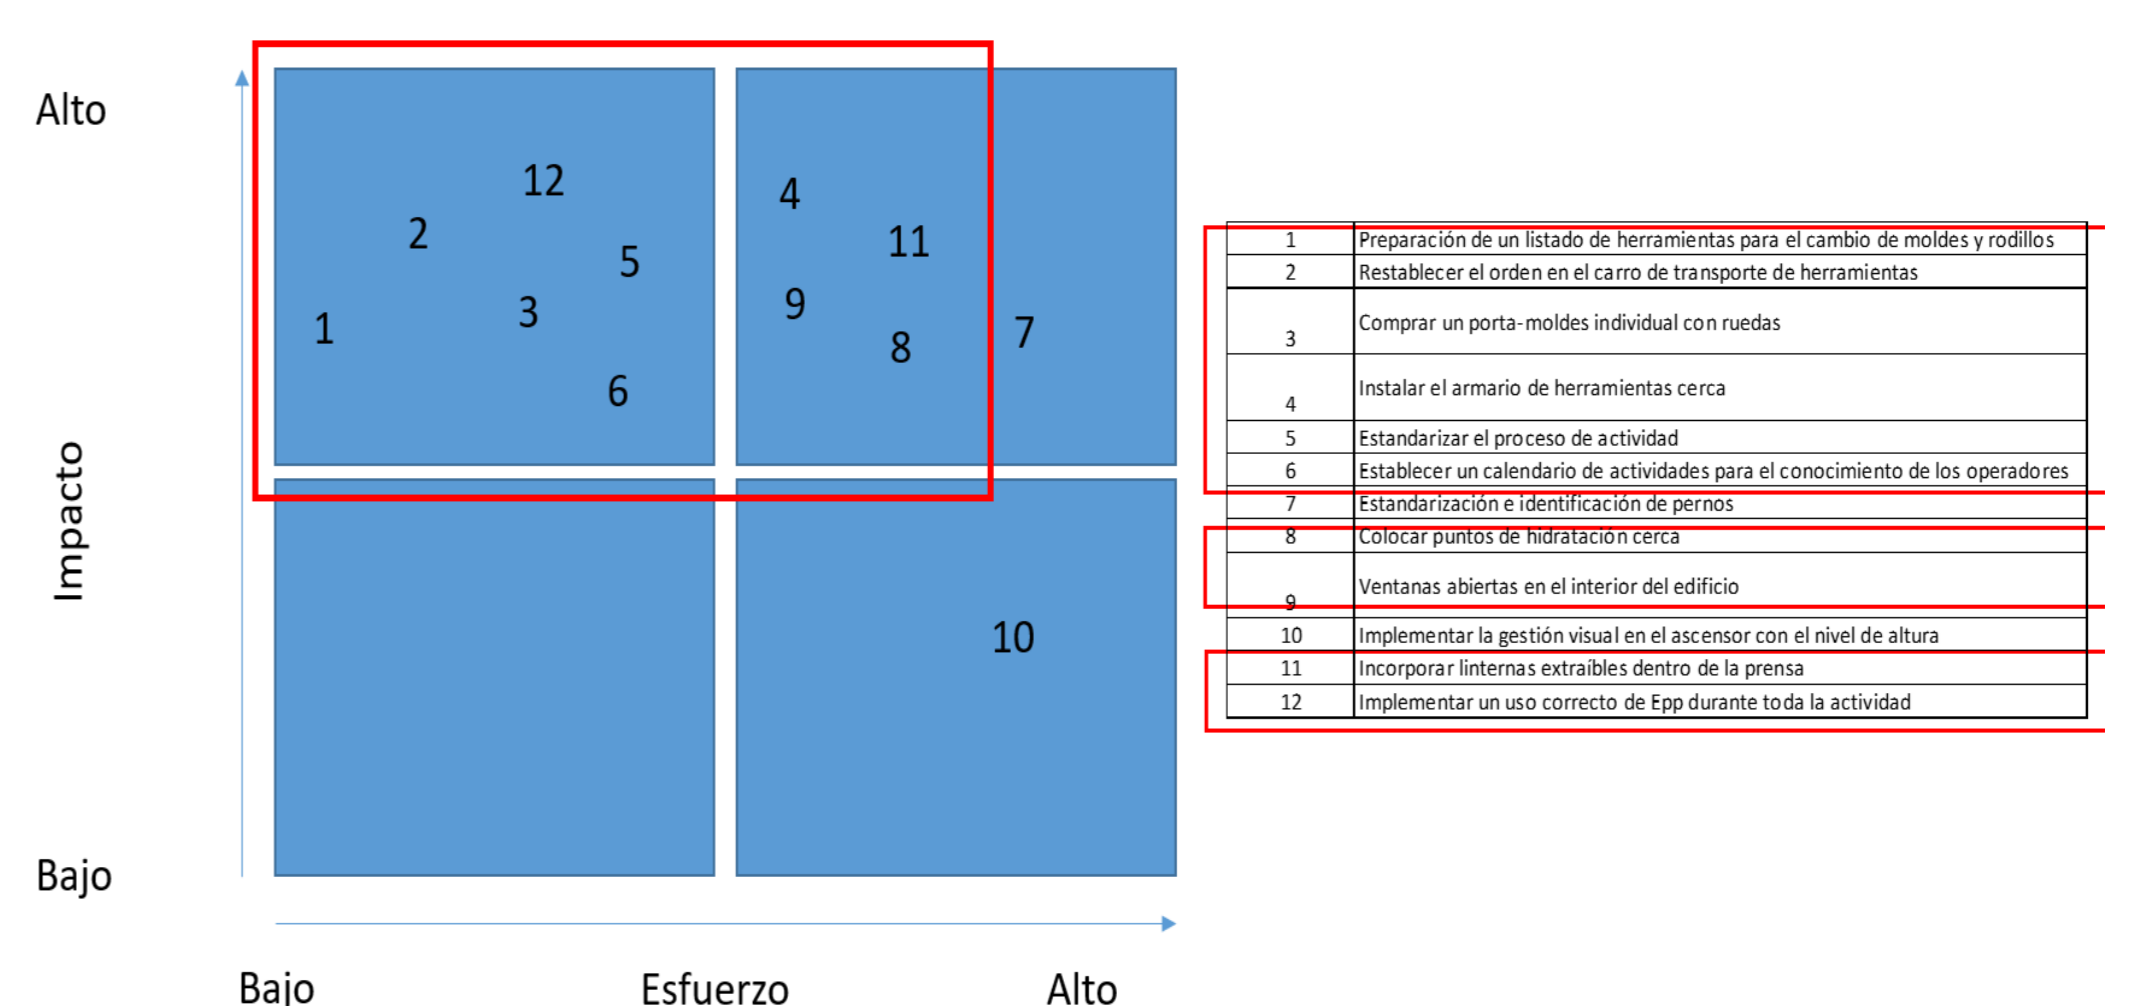 Alto
12
4
2
11
5
9
3
1
8
7
6
Impacto
10
Bajo
Bajo
Esfuerzo
Alto
1 Preparación de un listado de herramientas para el cambio de moldes y rodillos
2 Restablecer el orden en el carro de transporte de herramientas
3 Comprar un porta-moldes individual con ruedas
4 Instalar el armario de herramientas cerca
5 Estandarizar el proceso de actividad
6 Establecer un calendario de actividades para el conocimiento de los operadores
7 Estandarización e identificación de pernos
8 Colocar puntos de hidratación cerca
9 Ventanas abiertas en el interior del edificio
10 Implementar la gestión visual en el ascensor con el nivel de altura
11 Incorporar linternas extraíbles dentro de la prensa
12 Implementar un uso correcto de Epp durante toda la actividad